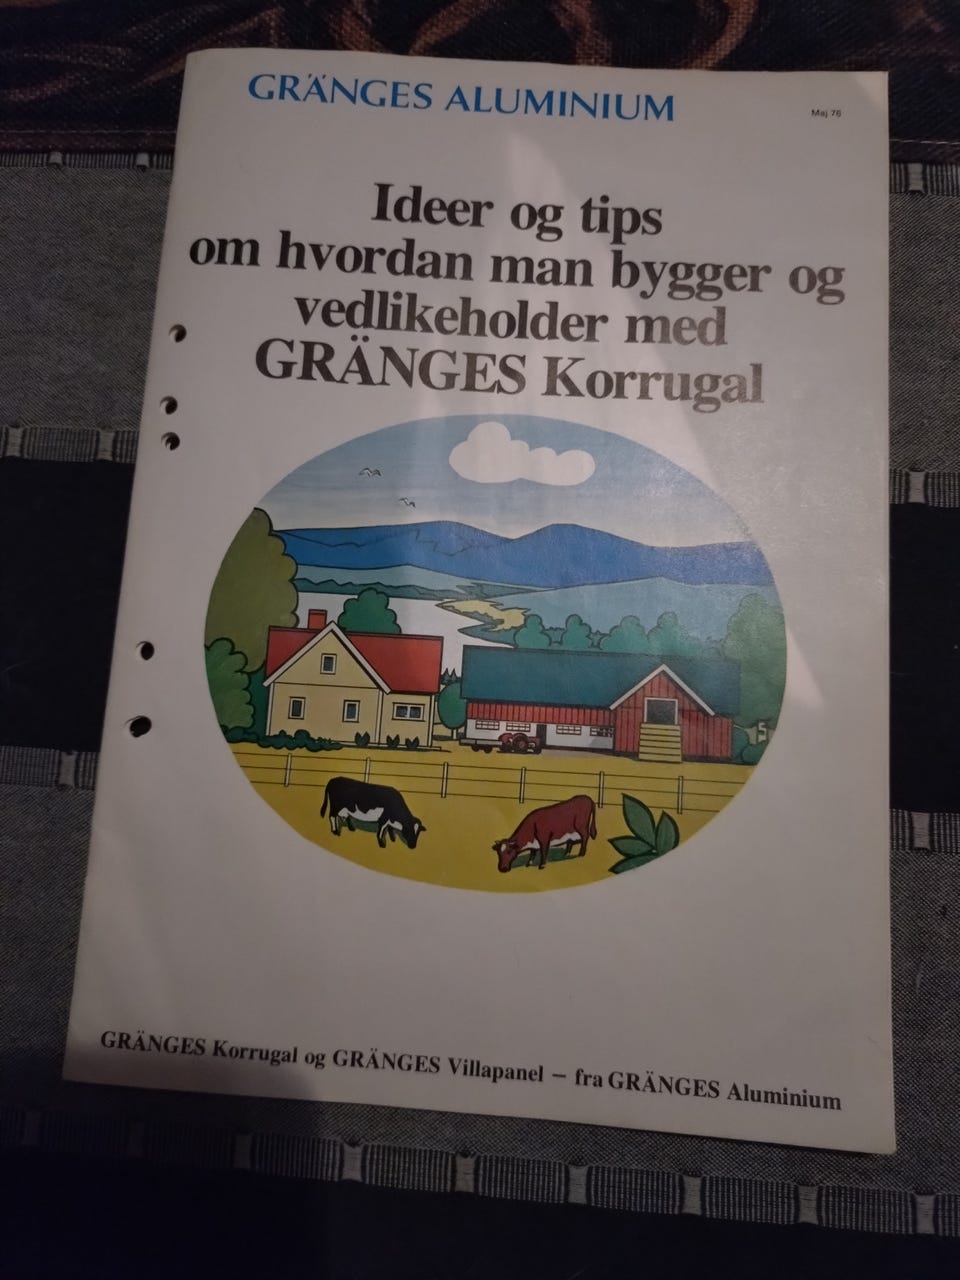 GRÄNGES ALUMINIUM
Maj 76
Ideer og tips
om hvordan man bygger og
vedlikeholder med
GRÄNGES Korrugal
GRÄNGES Korrugal og GRÄNGES Villapanel – fra GRÄNGES Aluminium